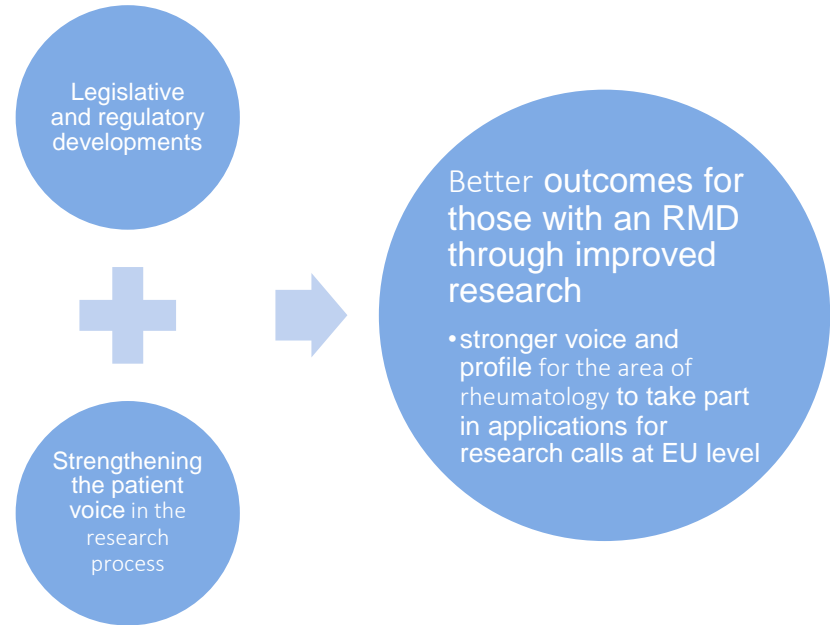 Legislative
and regulatory
developments
Strengthening
the patient
voice in the
research
process
Better outcomes for
those with an RMD
through improved
research
•stronger voice and
profile for the area of
rheumatology to take part
in applications for
research calls at EU level